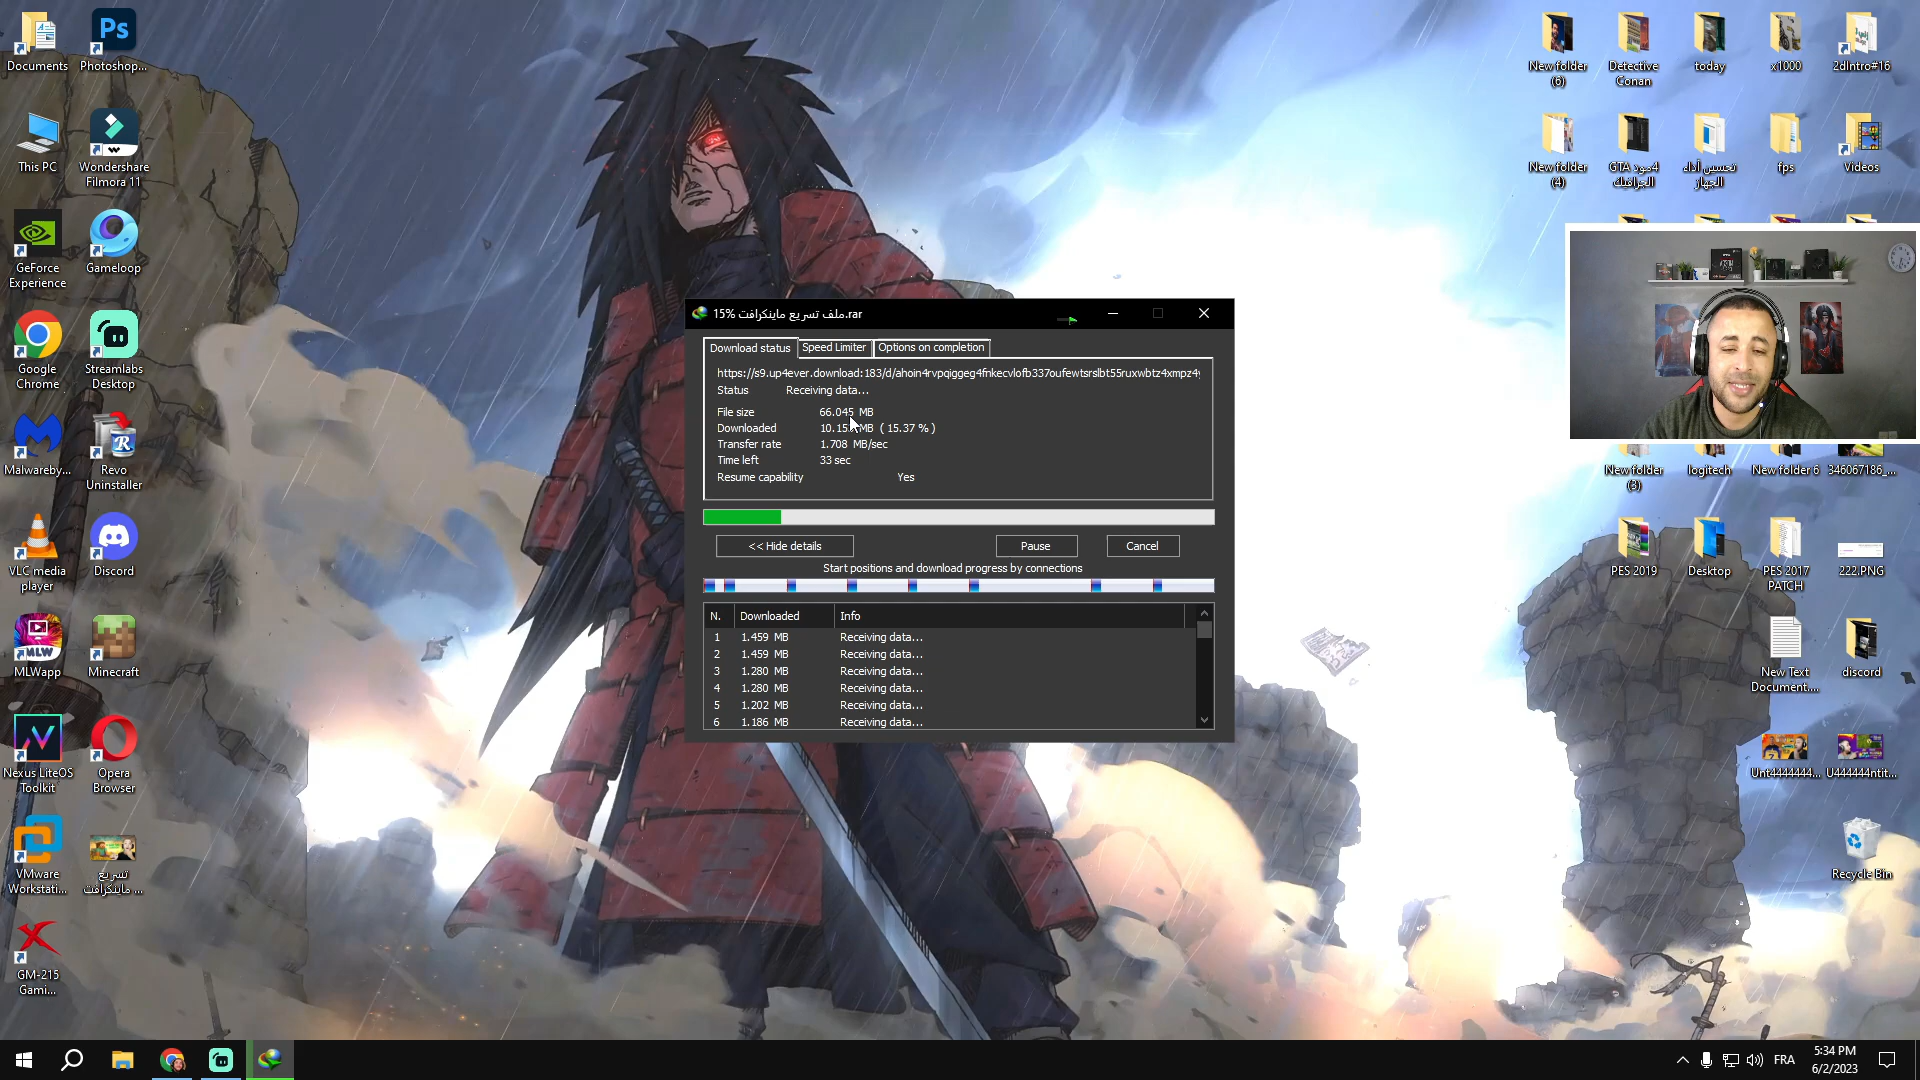 Documents
Photoshop...
This PC
Wondershare
Filmora 11
GeForce
Experience
Gameloop
Google
Chrome
Streamlabs
Desktop
Malwareby...
Revo
Uninstaller
VLC media
player
Discord
MLWapp
Minecraft
Nexus LiteOS
Toolkit
Opera
Browser
VMware
Workstati...
تسريع
ماينكرافت ...
GM-215
Gami...
15% ملف تسريع ماينكرافت.rar
Download status
Speed Limiter
Options on completion
Status Receiving data...
File size 66.045 MB
Downloaded MB ( 15.37 % )
Transfer rate 1.708 MB/sec
Time left 33 sec
Resume capability Yes
<< Hide details
Pause
Cancel
Start positions and download progress by connections
N. Downloaded Info
1 1.459 MB Receiving data...
2 1.459 MB Receiving data...
3 1.280 MB Receiving data...
4 1.280 MB Receiving data...
5 1.202 MB Receiving data...
6 1.186 MB Receiving data...
New folder
(6)
Detective
Conan
today
x1000
2dIntro#16
New folder
(4)
GTA مود4
الجرافيك
تحسين أداء
الجهاز
fps
Videos
New folder
(3)
logitech
New folder 6
346067186_...
PES 2019
Desktop
PES 2017
PATCH
222.PNG
New Text
Document....
discord
Unt4444444...
U444444ntit...
Recycle Bin
FRA
5:34 PM
6/2/2023